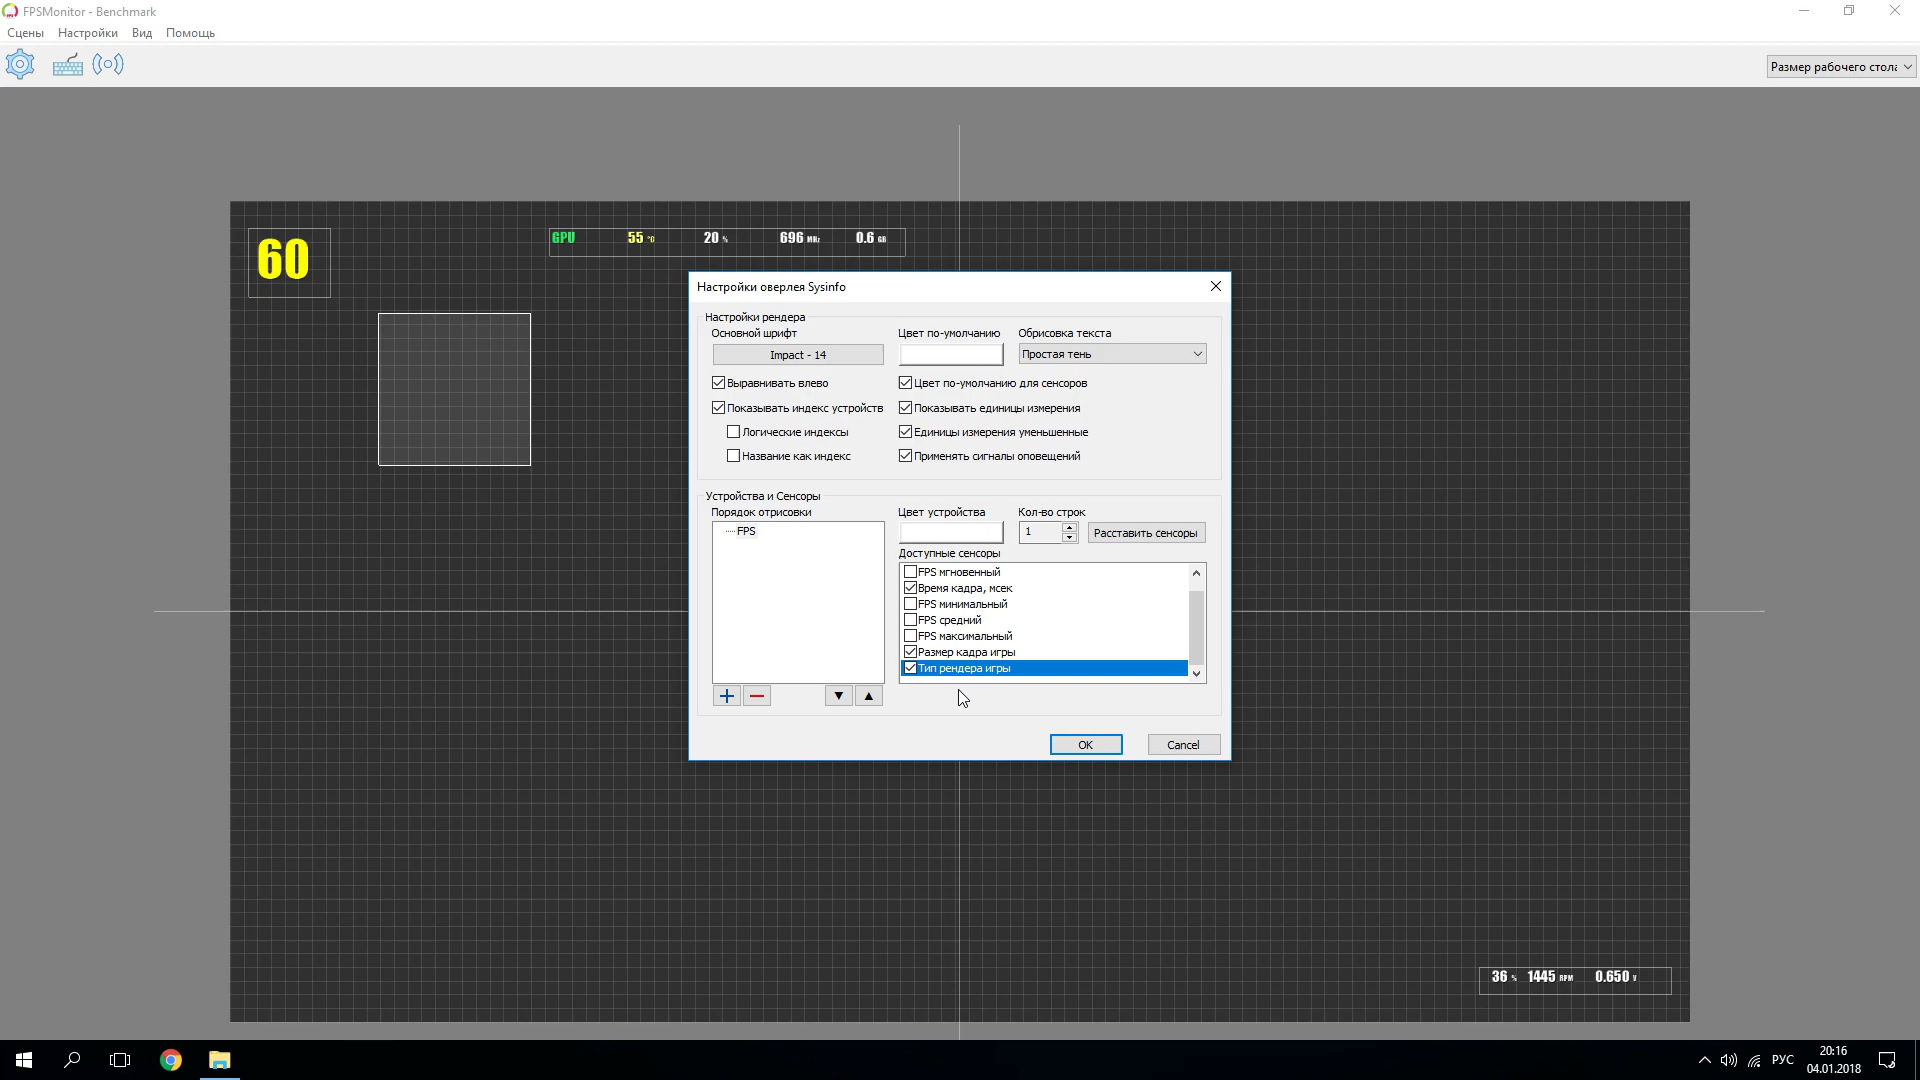 FPSMonitor - Benchmark
Сцены Настройки Вид Помощь
Размер рабочего стола
60
GPU 55 °C 20 % 696 MHz 0.6 GB
Настройки оверлея Sysinfo
Настройки рендера
Основной шрифт Цвет по-умолчанию Обрисовка текста
Impact - 14 Простая тень
Выравнивать влево Цвет по-умолчанию для сенсоров
Показывать индекс устройств Показывать единицы измерения
Логические индексы Единицы измерения уменьшенные
Название как индекс Применять сигналы оповещений
Устройства и Сенсоры
Порядок отрисовки Цвет устройства Кол-во строк
FPS 1 Расставить сенсоры
Доступные сенсоры
FPS мгновенный
Время кадра, мсек
FPS минимальный
FPS средний
FPS максимальный
Размер кадра игры
Тип рендера игры
OK Cancel
36 % 1445 RPM 0.650 V
РУС 20:16
04.01.2018